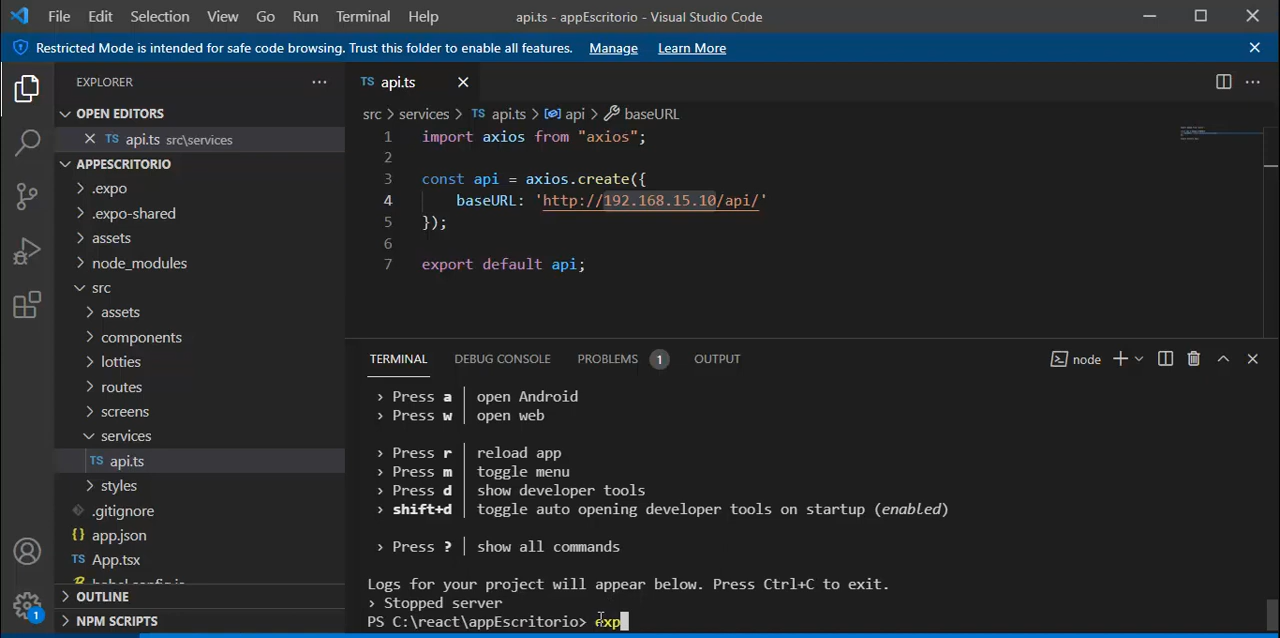 File Edit Selection View Go Run Terminal Help api.ts - appEscritorio - Visual Studio Code
Restricted Mode is intended for safe code browsing. Trust this folder to enable all features. Manage Learn More
EXPLORER
OPEN EDITORS
TS api.ts src\services
APPESCRITORIO
.expo
.expo-shared
assets
node_modules
src
assets
components
lotties
routes
screens
services
TS api.ts
styles
.gitignore
{} app.json
TS App.tsx
OUTLINE
NPM SCRIPTS
1
TS api.ts
src > services > TS api.ts > api > baseURL
1 import axios from "axios";
2
3 const api = axios.create({
4 baseURL: 'http://192.168.15.10/api/'
5 });
6
7 export default api;
TERMINAL DEBUG CONSOLE PROBLEMS 1 OUTPUT node
› Press a │ open Android
› Press w │ open web
› Press r │ reload app
› Press m │ toggle menu
› Press d │ show developer tools
› shift+d │ toggle auto opening developer tools on startup (enabled)
› Press ? │ show all commands
Logs for your project will appear below. Press Ctrl+C to exit.
› Stopped server
PS C:\react\appEscritorio> exp